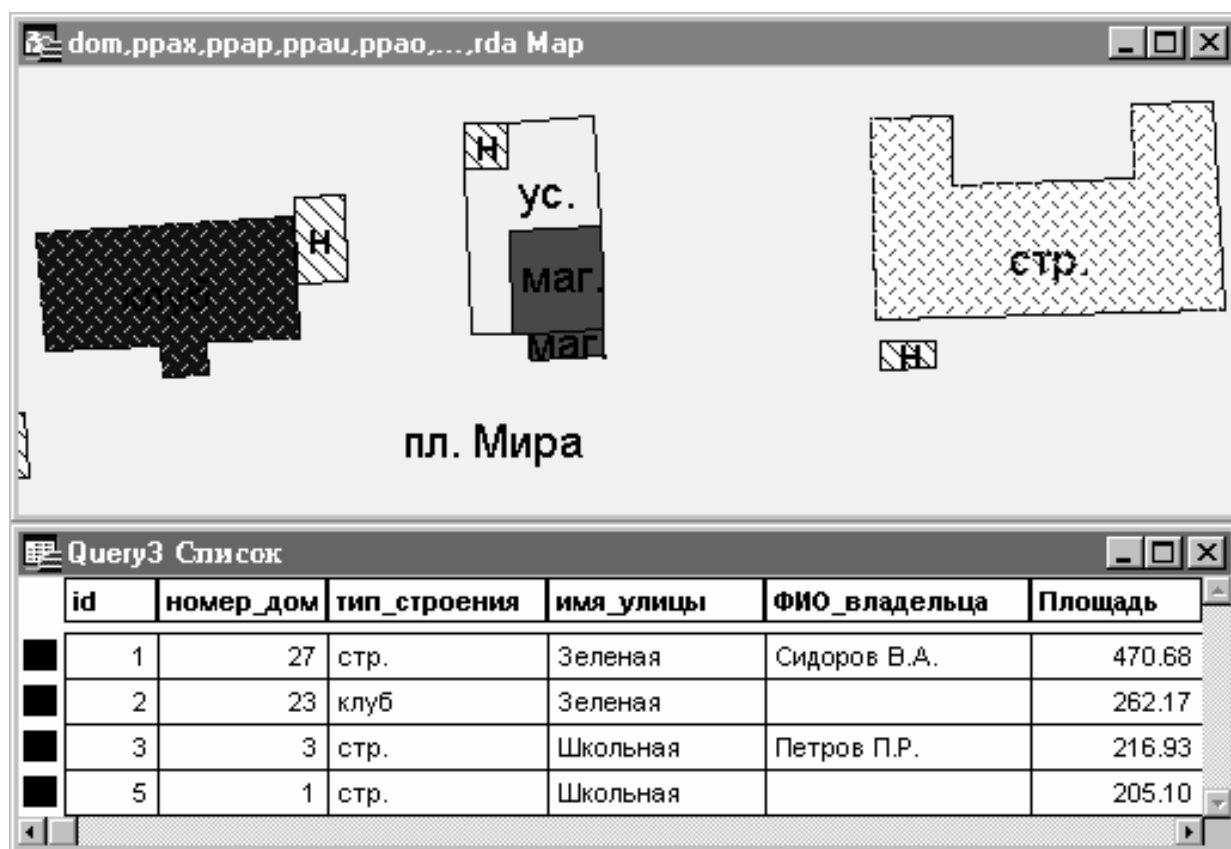 dom,ppax,ppap,ppau,ppao,...,rda Map
Н
ус.
Н
маг.
стр.
клуб
маг
Н
пл. Мира
Query3 Список
id номер_дом тип_строения имя_улицы ФИО_владельца Площадь
1 27 стр. Зеленая Сидоров В.А. 470.68
2 23 клуб Зеленая 262.17
3 3 стр. Школьная Петров П.Р. 216.93
5 1 стр. Школьная 205.10